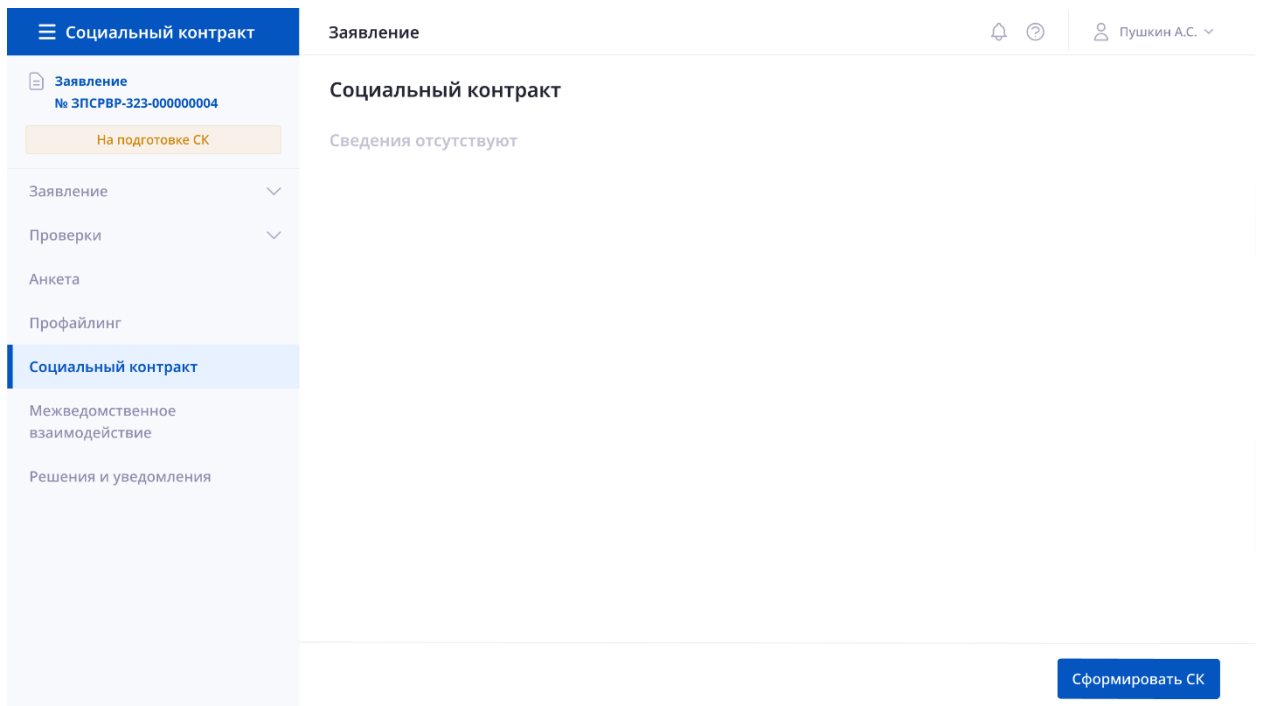 Социальный контракт
Заявление
Пушкин А.С.
Заявление
№ ЗПСРВР-323-000000004
На подготовке СК
Заявление
Проверки
Анкета
Профайлинг
Социальный контракт
Межведомственное
взаимодействие
Решения и уведомления
Социальный контракт
Сведения отсутствуют
Сформировать СК